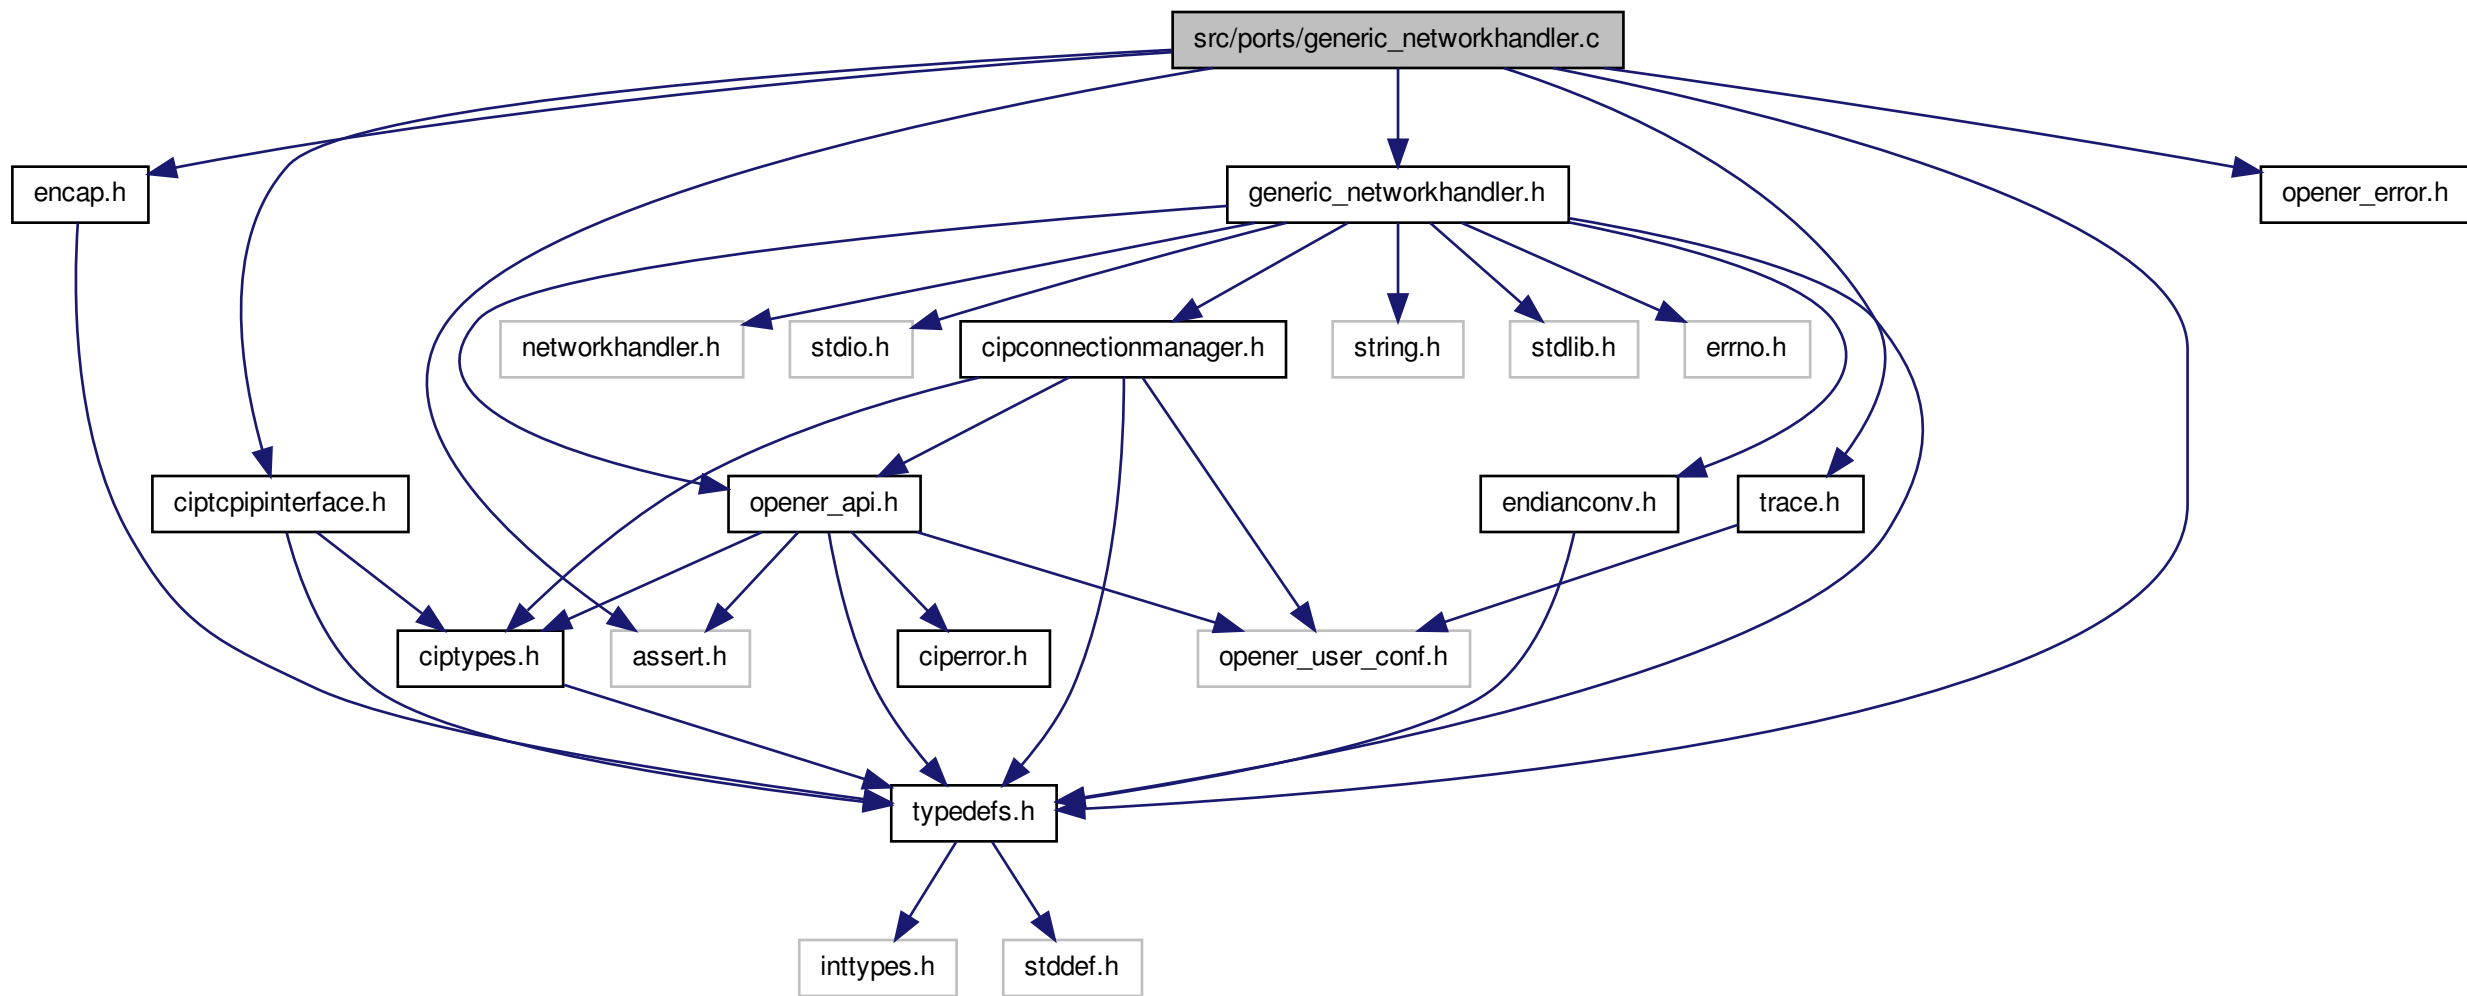 src/ports/generic_networkhandler.c
encap.h
generic_networkhandler.h
opener_error.h
networkhandler.h
stdio.h
cipconnectionmanager.h
string.h
stdlib.h
errno.h
ciptcpipinterface.h
opener_api.h
endianconv.h
trace.h
ciptypes.h
assert.h
ciperror.h
opener_user_conf.h
typedefs.h
inttypes.h
stddef.h